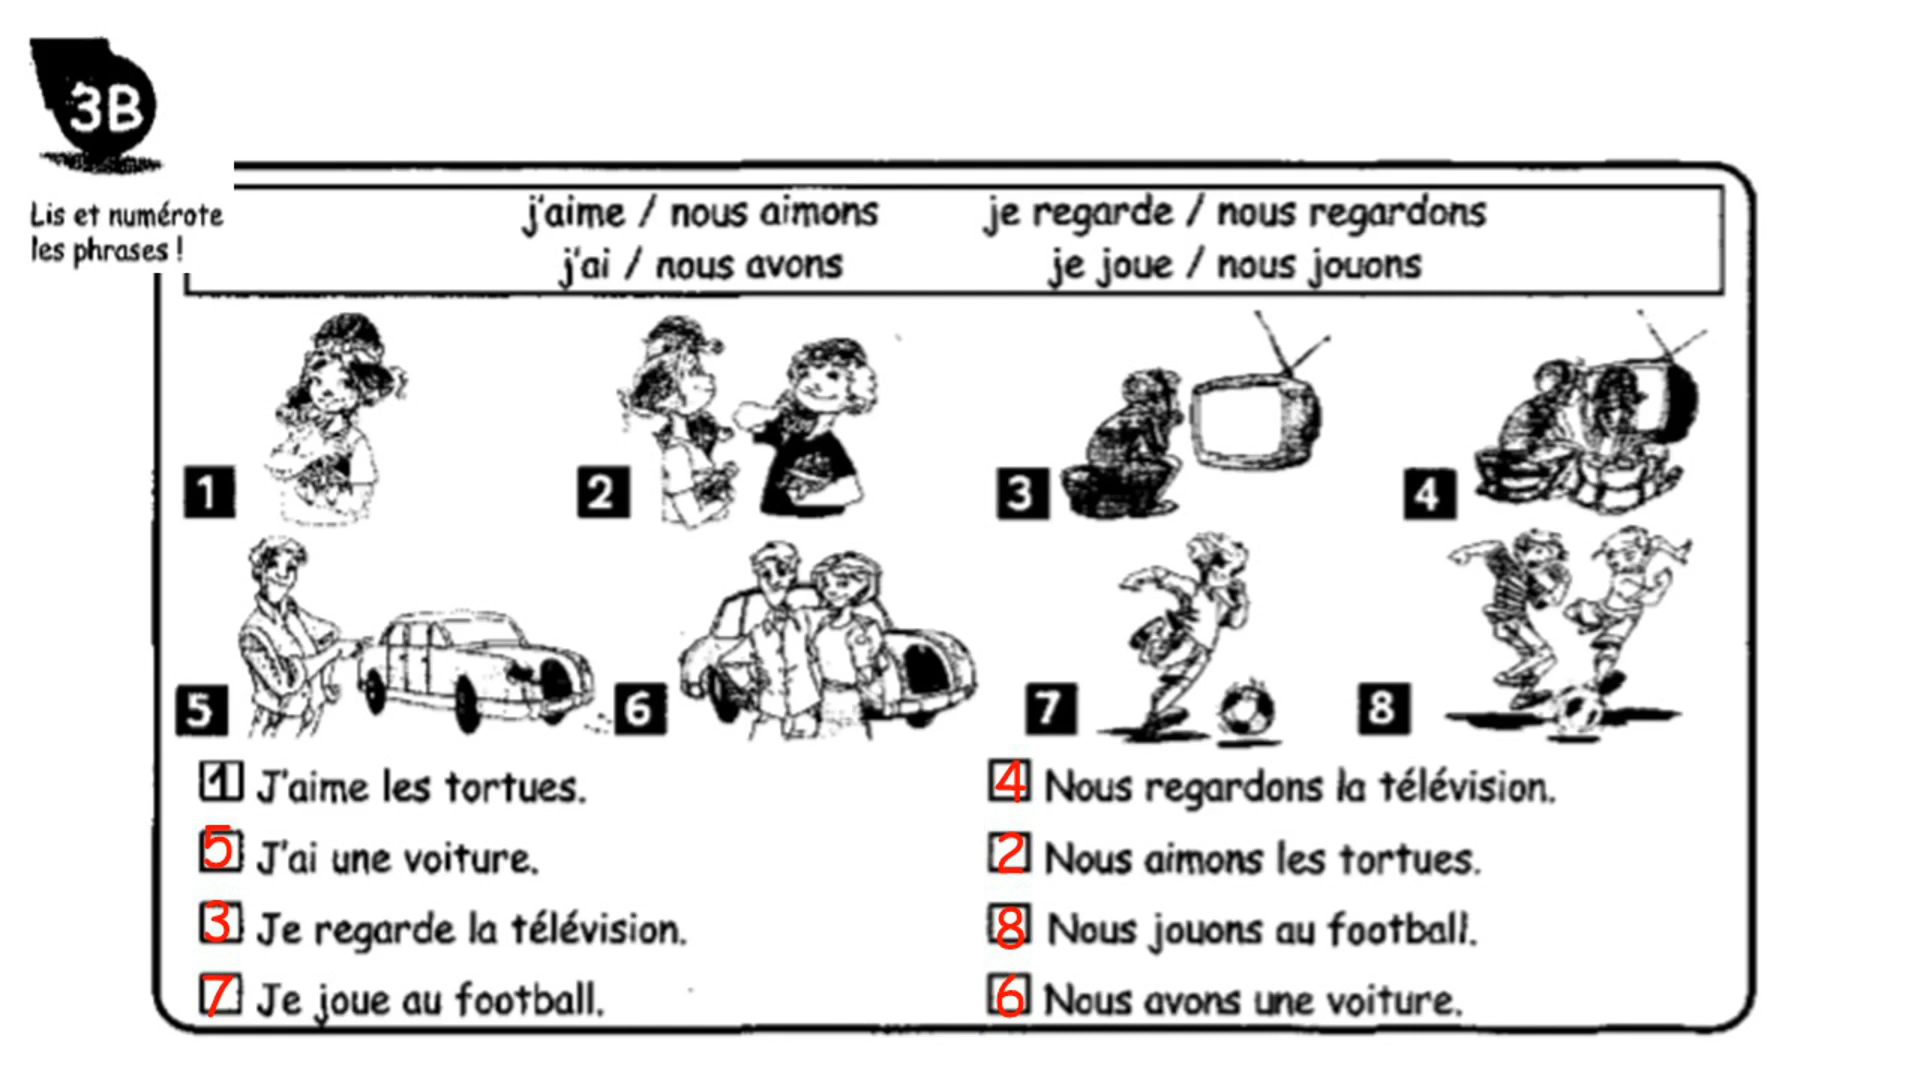 3B
Lis et numérote
les phrases !
j'aime / nous aimons je regarde / nous regardons
j'ai / nous avons je joue / nous jouons
1 2 3 4
5 6 7 8
1 J'aime les tortues.
5 J'ai une voiture.
3 Je regarde la télévision.
7 Je joue au football.
4 Nous regardons la télévision.
2 Nous aimons les tortues.
8 Nous jouons au football.
6 Nous avons une voiture.